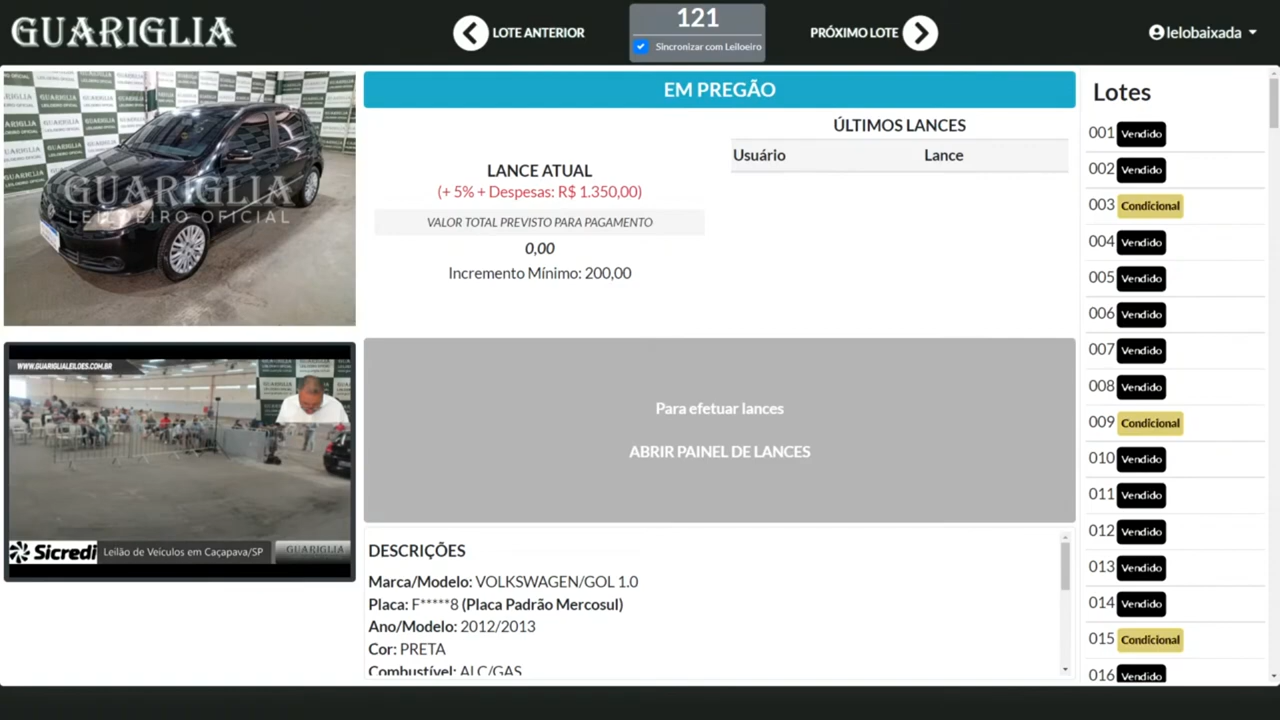 GUARIGLIA
LOTE ANTERIOR
121
Sincronizar com Leiloeiro
PRÓXIMO LOTE
lelobaixada
GUARIGLIA
LEILOEIRO OFICIAL
EM PREGÃO
LANCE ATUAL
(+ 5% + Despesas: R$ 1.350,00)
VALOR TOTAL PREVISTO PARA PAGAMENTO
0,00
Incremento Mínimo: 200,00
ÚLTIMOS LANCES
Usuário Lance
WWW.GUARIGLIALEILOES.COM.BR
Sicredi
Leilão de Veículos em Caçapava/SP
GUARIGLIA
Para efetuar lances
ABRIR PAINEL DE LANCES
DESCRIÇÕES
Marca/Modelo: VOLKSWAGEN/GOL 1.0
Placa: F*****8 (Placa Padrão Mercosul)
Ano/Modelo: 2012/2013
Cor: PRETA
Combustível: ALC/GAS
Lotes
001 Vendido
002 Vendido
003 Condicional
004 Vendido
005 Vendido
006 Vendido
007 Vendido
008 Vendido
009 Condicional
010 Vendido
011 Vendido
012 Vendido
013 Vendido
014 Vendido
015 Condicional
016 Vendido